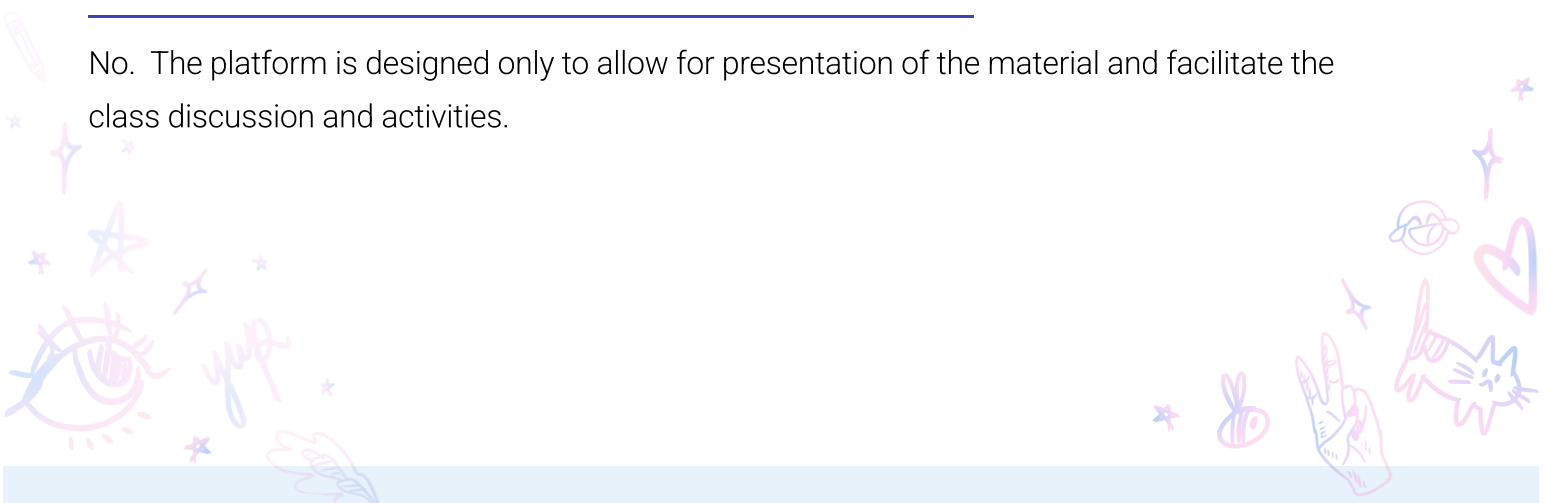 No.  The platform is designed only to allow for presentation of the material and facilitate the
class discussion and activities.
yup